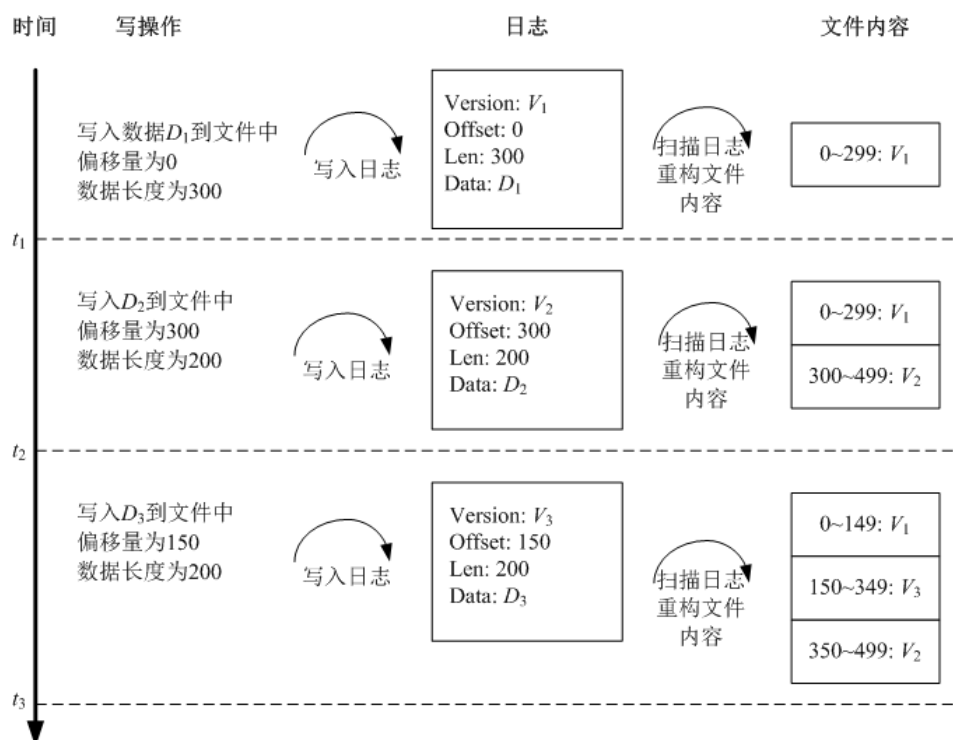 时间 写操作 日志 文件内容
写入数据D₁到文件中
偏移量为0
数据长度为300
写入日志
Version: V₁
Offset: 0
Len: 300
Data: D₁
扫描日志
重构文件
内容
0~299: V₁
t₁
写入D₂到文件中
偏移量为300
数据长度为200
写入日志
Version: V₂
Offset: 300
Len: 200
Data: D₂
扫描日志
重构文件
内容
0~299: V₁
300~499: V₂
t₂
写入D₃到文件中
偏移量为150
数据长度为200
写入日志
Version: V₃
Offset: 150
Len: 200
Data: D₃
扫描日志
重构文件
内容
0~149: V₁
150~349: V₃
350~499: V₂
t₃